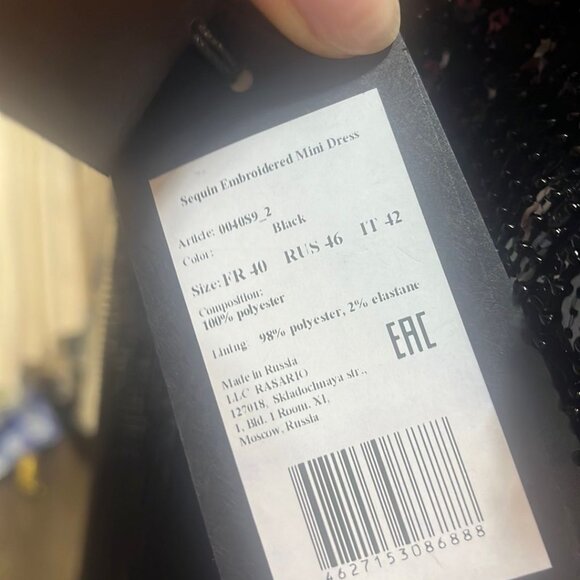 Sequin Embroidered Mini Dress
Article: 004089_2
Color: Black
Size: FR 40 RUS 46 IT 42
Composition:
100% polyester
Lining: 98% polyester, 2% elastane
EAC
Made in Russia
LLC RASARIO
127018, Skladochnaya str.,
1, Bld. 1 Room. XI,
Moscow, Russia
4627153086888